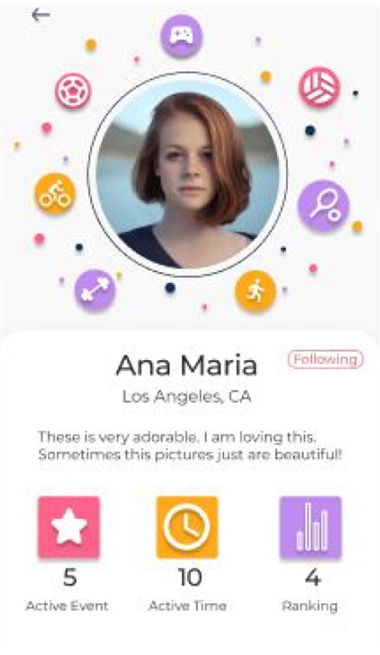 Ana Maria
Following
Los Angeles, CA
These is very adorable. I am loving this.
Sometimes this pictures just are beautiful!
5
10
4
Active Event
Active Time
Ranking